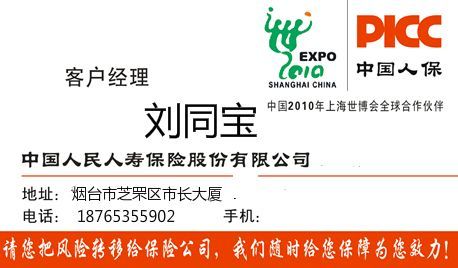 EXPO
2010
SHANGHAI CHINA
PICC
中国人保
中国2010年上海世博会全球合作伙伴
客户经理
刘同宝
中国人民人寿保险股份有限公司
地址：烟台市芝罘区市长大厦
电话： 18765355902 手机：
请您把风险转移给保险公司，我们随时给您保障为您效力！